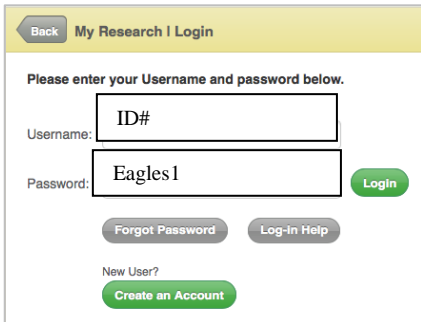 Back My Research | Login
Please enter your Username and password below.
Username: ID#
Password: Eagles1 Login
Forgot Password Log-in Help
New User?
Create an Account